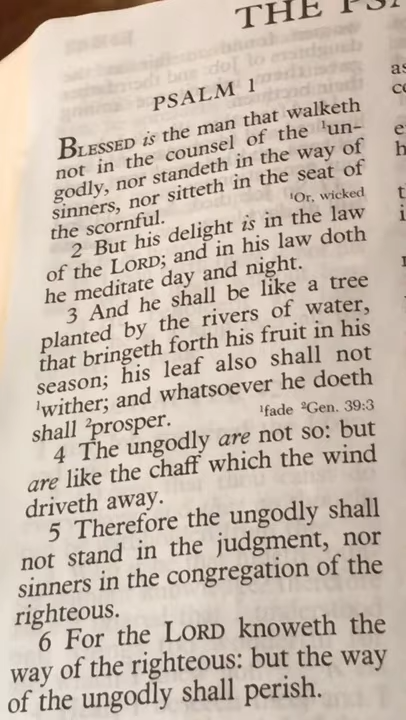 THE PSA
PSALM 1
BLESSED is the man that walketh
not in the counsel of the ¹un-
godly, nor standeth in the way of
sinners, nor sitteth in the seat of
the scornful.
¹Or, wicked
2 But his delight is in the law
of the LORD; and in his law doth
he meditate day and night.
3 And he shall be like a tree
planted by the rivers of water,
that bringeth forth his fruit in his
season; his leaf also shall not
¹wither; and whatsoever he doeth
shall ²prosper.
¹fade ²Gen. 39:3
4 The ungodly are not so: but
are like the chaff which the wind
driveth away.
5 Therefore the ungodly shall
not stand in the judgment, nor
sinners in the congregation of the
righteous.
6 For the LORD knoweth the
way of the righteous: but the way
of the ungodly shall perish.